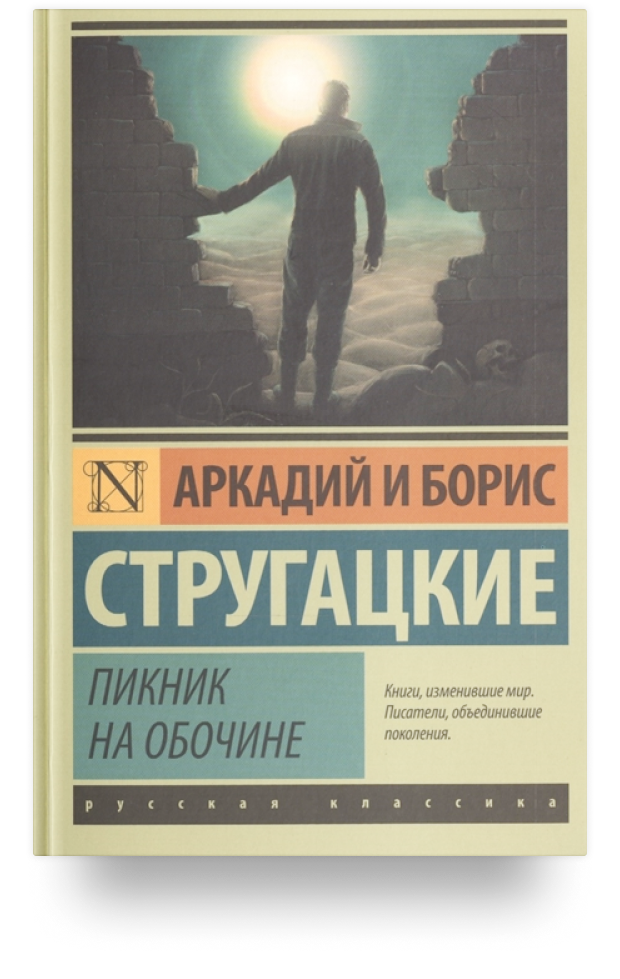 N
АРКАДИЙ И БОРИС
СТРУГАЦКИЕ
ПИКНИК
НА ОБОЧИНЕ
Книги, изменившие мир.
Писатели, объединившие
поколения.
русская классика